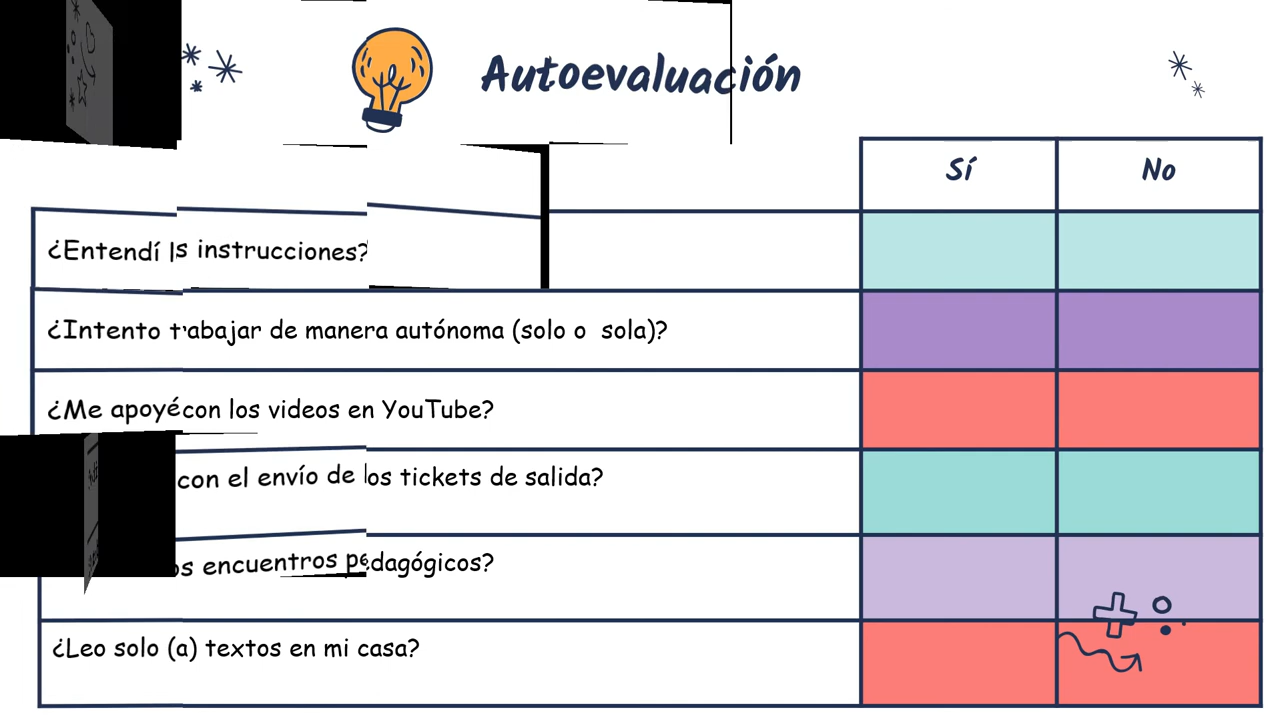 Autoevaluación
Sí No
¿Entendí ls instrucciones?
¿Intento trabajar de manera autónoma (solo o sola)?
¿Me apoyé con los videos en YouTube?
con el envío de los tickets de salida?
encuentros pedagógicos?
¿Leo solo (a) textos en mi casa?